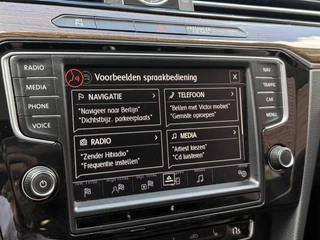 RADIO
MEDIA
PHONE
VOICE
Voorbeelden spraakbediening
NAVIGATIE
"Navigeer naar Berlijn"
"Dichtstbijz. parkeerplaats"
TELEFOON
"Bellen met Victor mobiel"
"Gemiste oproepen"
RADIO
"Zender Hitradio"
"Frequentie instellen"
MEDIA
"Artiest kiezen"
"Cd luisteren"
NAV
TRAFFIC
CAR
MENU